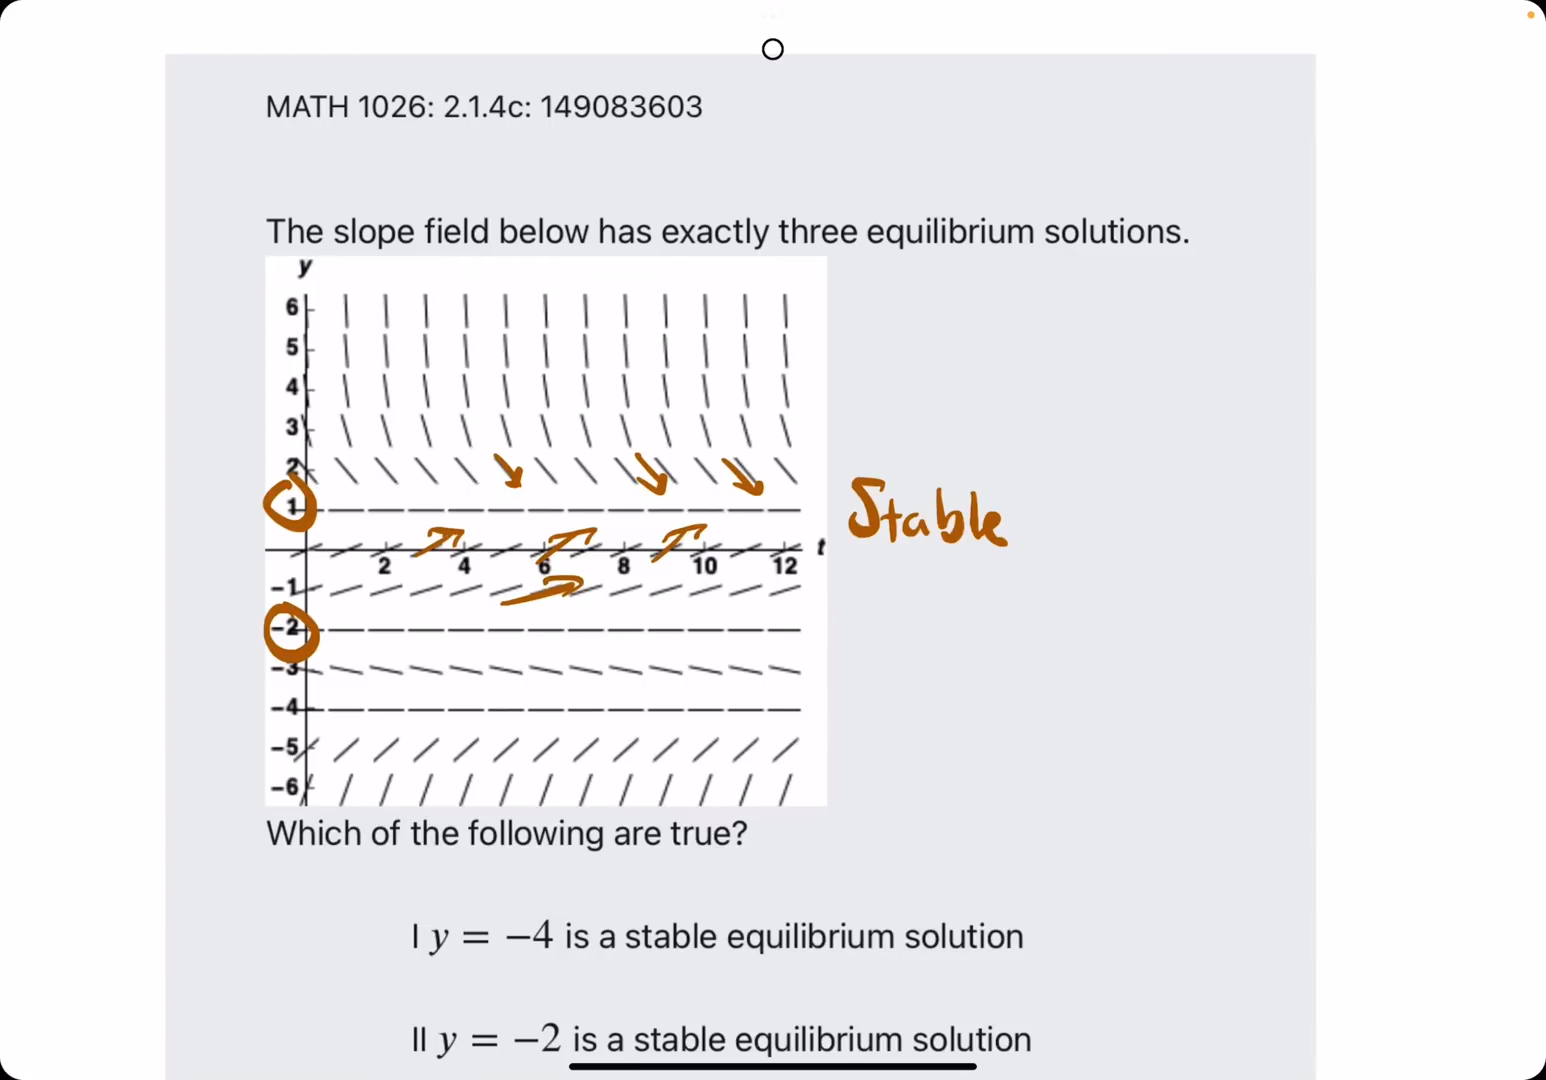 MATH 1026: 2.1.4c: 149083603
The slope field below has exactly three equilibrium solutions.
y
6
5
4
3
2
1
Stable
t
2 4 6 8 10 12
-1
-2
-3
-4
-5
-6
Which of the following are true?
I y = −4 is a stable equilibrium solution
II y = −2 is a stable equilibrium solution